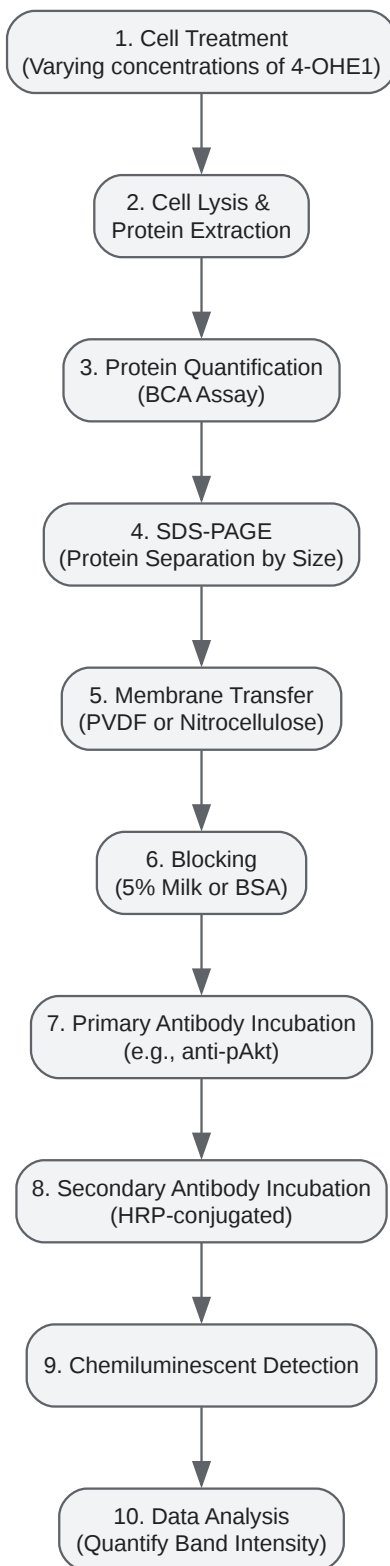 1. Cell Treatment
(Varying concentrations of 4-OHE1)
2. Cell Lysis &
Protein Extraction
3. Protein Quantification
(BCA Assay)
4. SDS-PAGE
(Protein Separation by Size)
5. Membrane Transfer
(PVDF or Nitrocellulose)
6. Blocking
(5% Milk or BSA)
7. Primary Antibody Incubation
(e.g., anti-pAkt)
8. Secondary Antibody Incubation
(HRP-conjugated)
9. Chemiluminescent Detection
10. Data Analysis
(Quantify Band Intensity)